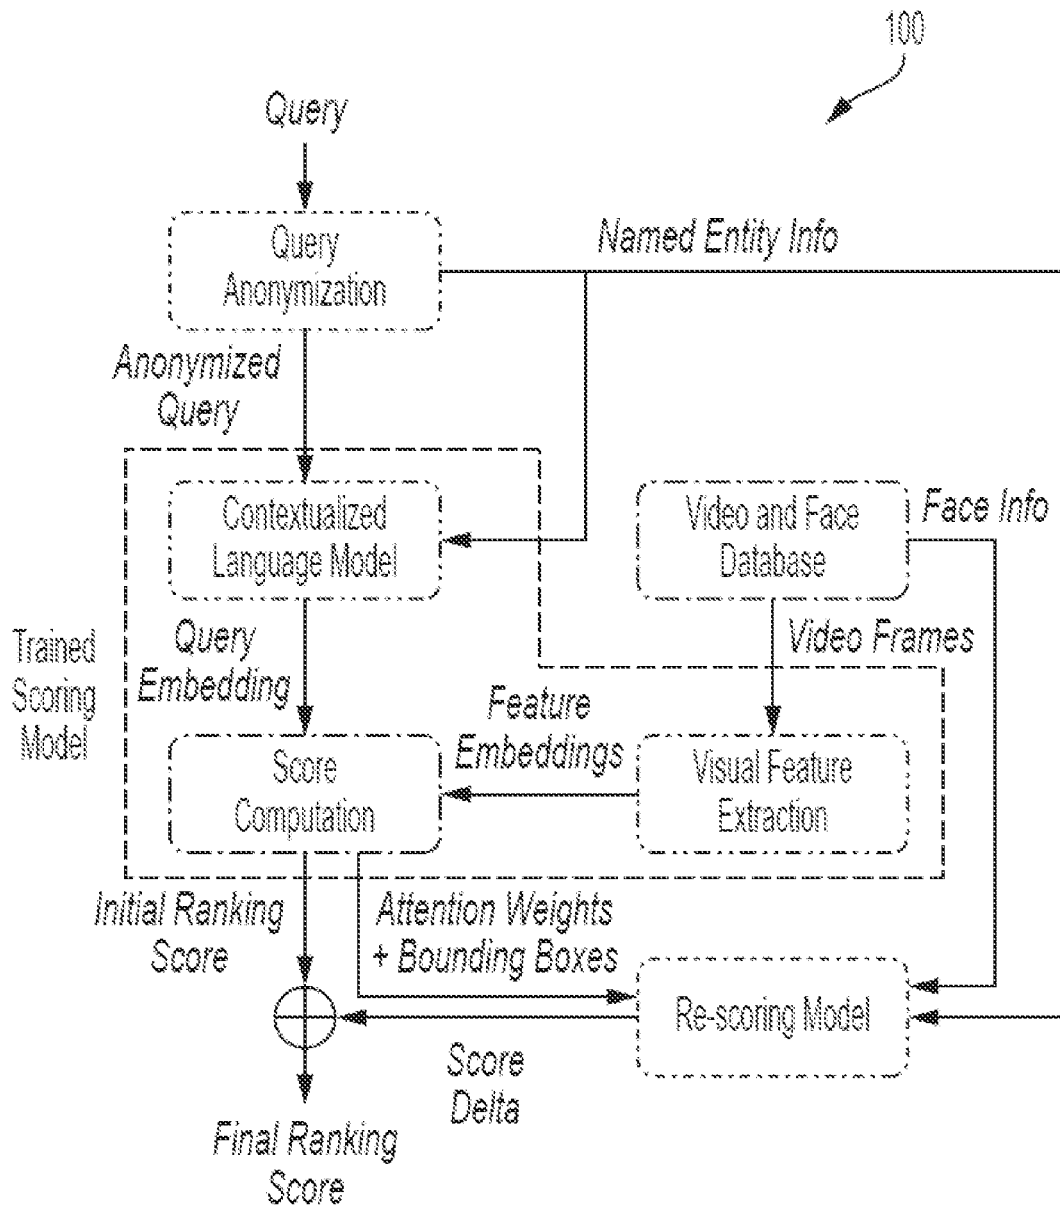 100
Query
Query
Anonymization
Named Entity Info
Anonymized
Query
Contextualized
Language Model
Video and Face
Database
Face Info
Trained
Scoring
Model
Query
Embedding
Video Frames
Feature
Embeddings
Score
Computation
Visual Feature
Extraction
Initial Ranking
Score
Attention Weights
+ Bounding Boxes
Re-scoring Model
Score
Delta
Final Ranking
Score